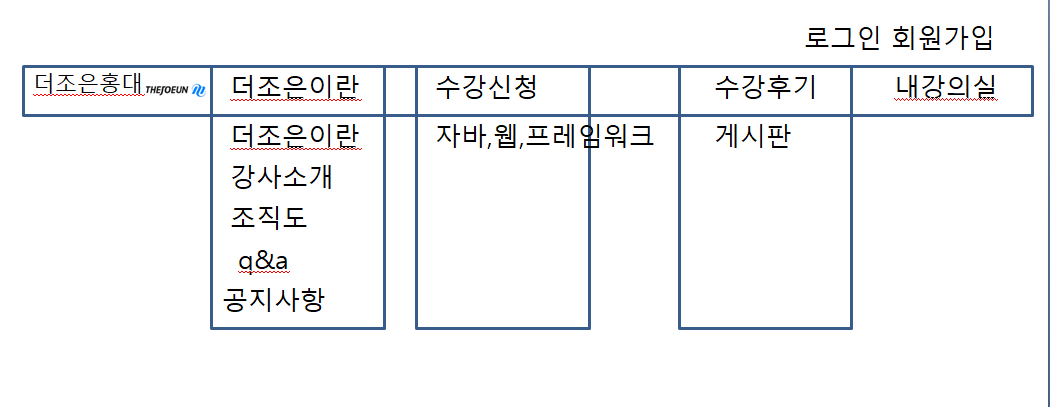 로그인 회원가입
더조은홍대 THEJOEUN 더조은이란 수강신청 수강후기 내강의실
더조은이란 자바,웹,프레임워크 게시판
강사소개
조직도
q&a
공지사항